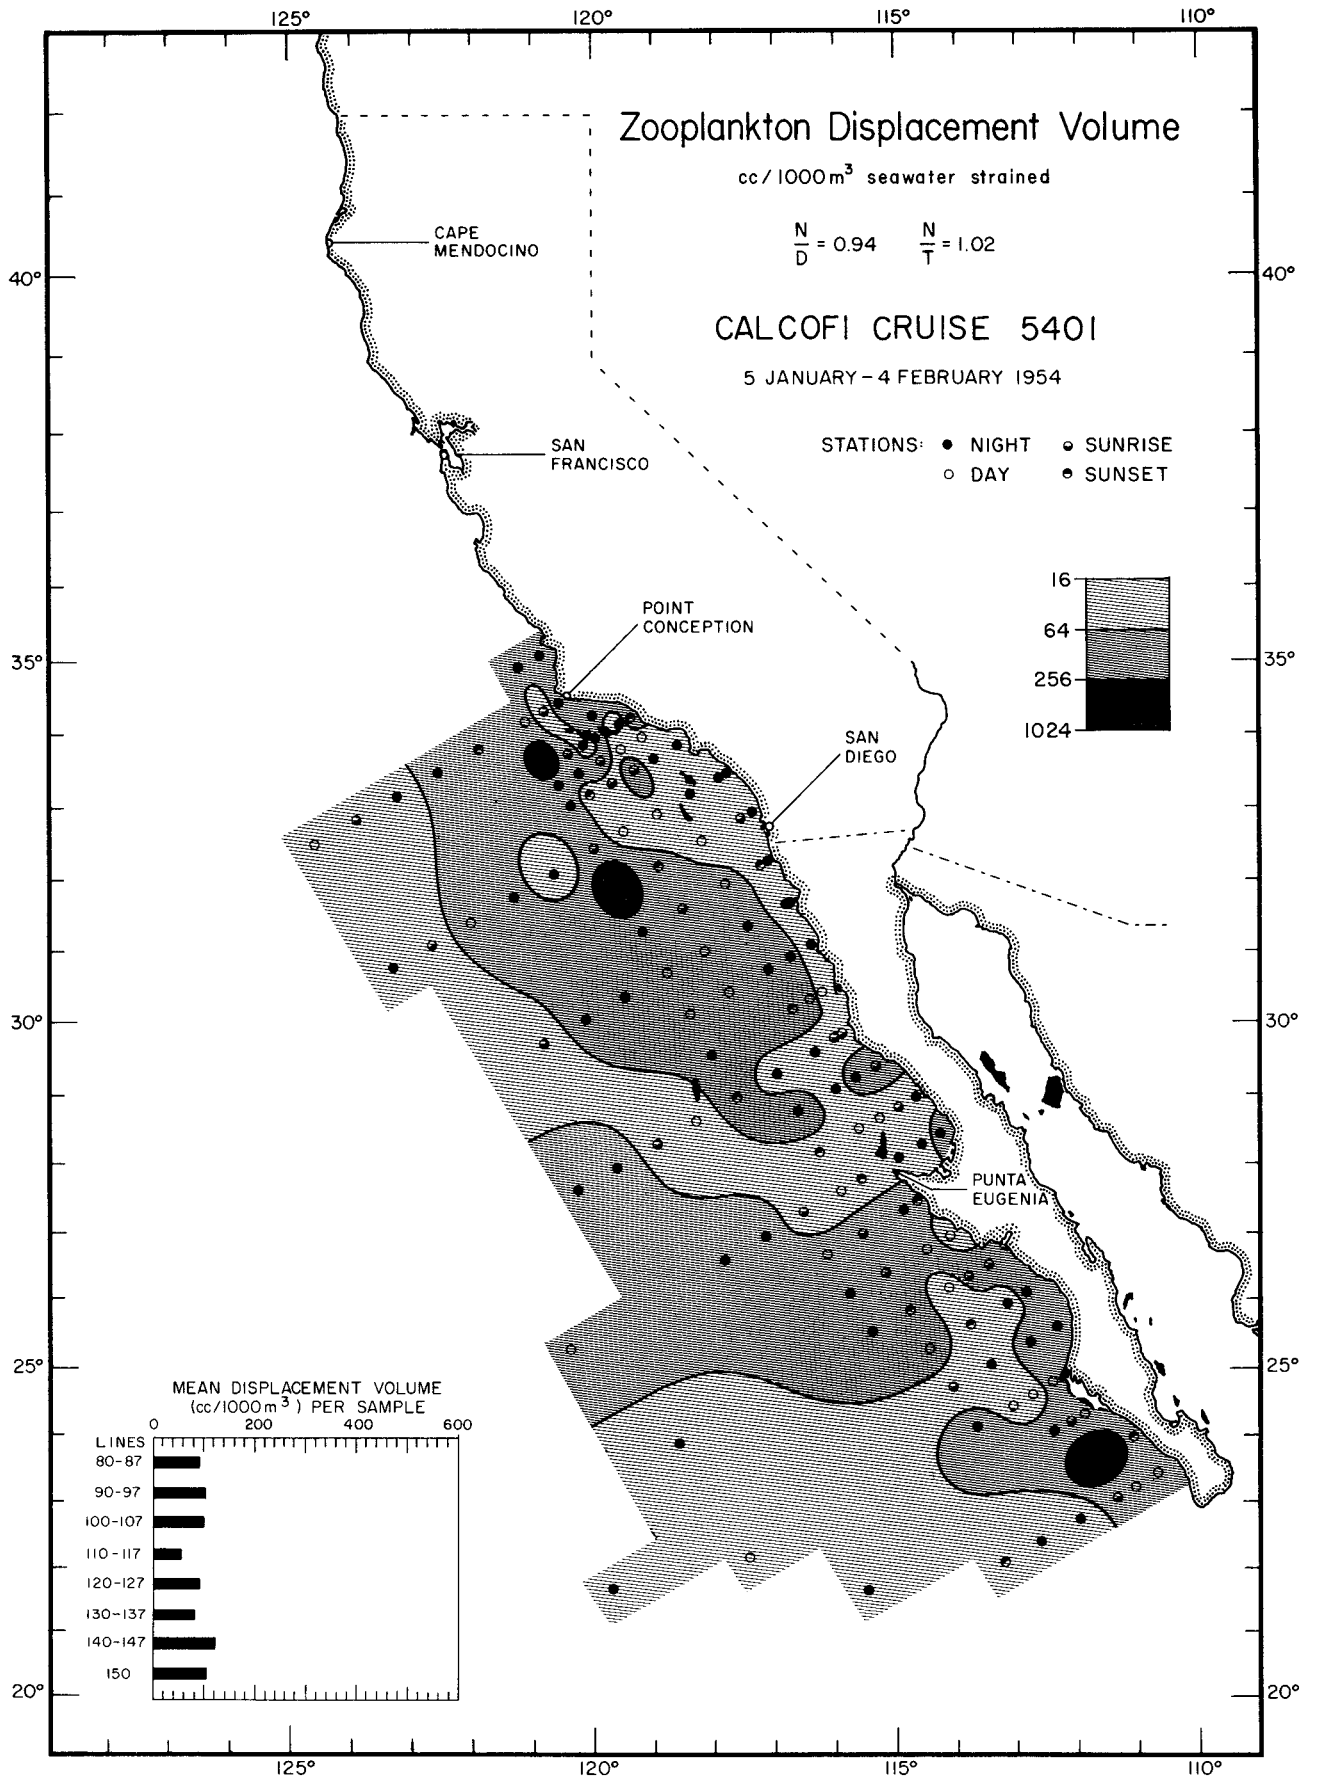 125° 120° 115° 110°
Zooplankton Displacement Volume
cc/1000m³ seawater strained
N/D = 0.94 N/T = 1.02
CALCOFI CRUISE 5401
5 JANUARY – 4 FEBRUARY 1954
STATIONS: ● NIGHT ◒ SUNRISE
○ DAY ◓ SUNSET
CAPE
MENDOCINO
40° 40°
SAN
FRANCISCO
16
64
256
1024
POINT
CONCEPTION
35° 35°
SAN
DIEGO
30° 30°
PUNTA
EUGENIA
25° 25°
MEAN DISPLACEMENT VOLUME
(cc/1000m³) PER SAMPLE
0 200 400 600
LINES
80-87
90-97
100-107
110-117
120-127
130-137
140-147
150
20° 20°
125° 120° 115° 110°